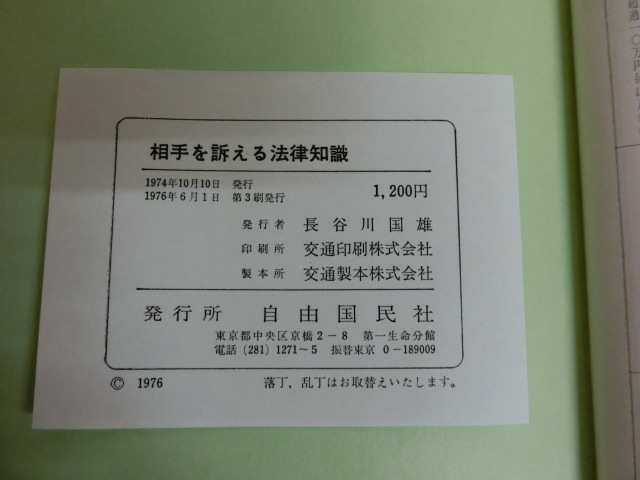 相手を訴える法律知識
1974年10月10日　発行
1976年6月1日　第3刷発行
1,200円
発行者　長谷川国雄
印刷所　交通印刷株式会社
製本所　交通製本株式会社
発行所　自由国民社
東京都中央区京橋2−8　第一生命分館
電話 (281) 1271〜5　振替東京 0−189009
© 1976　落丁，乱丁はお取替えいたします。